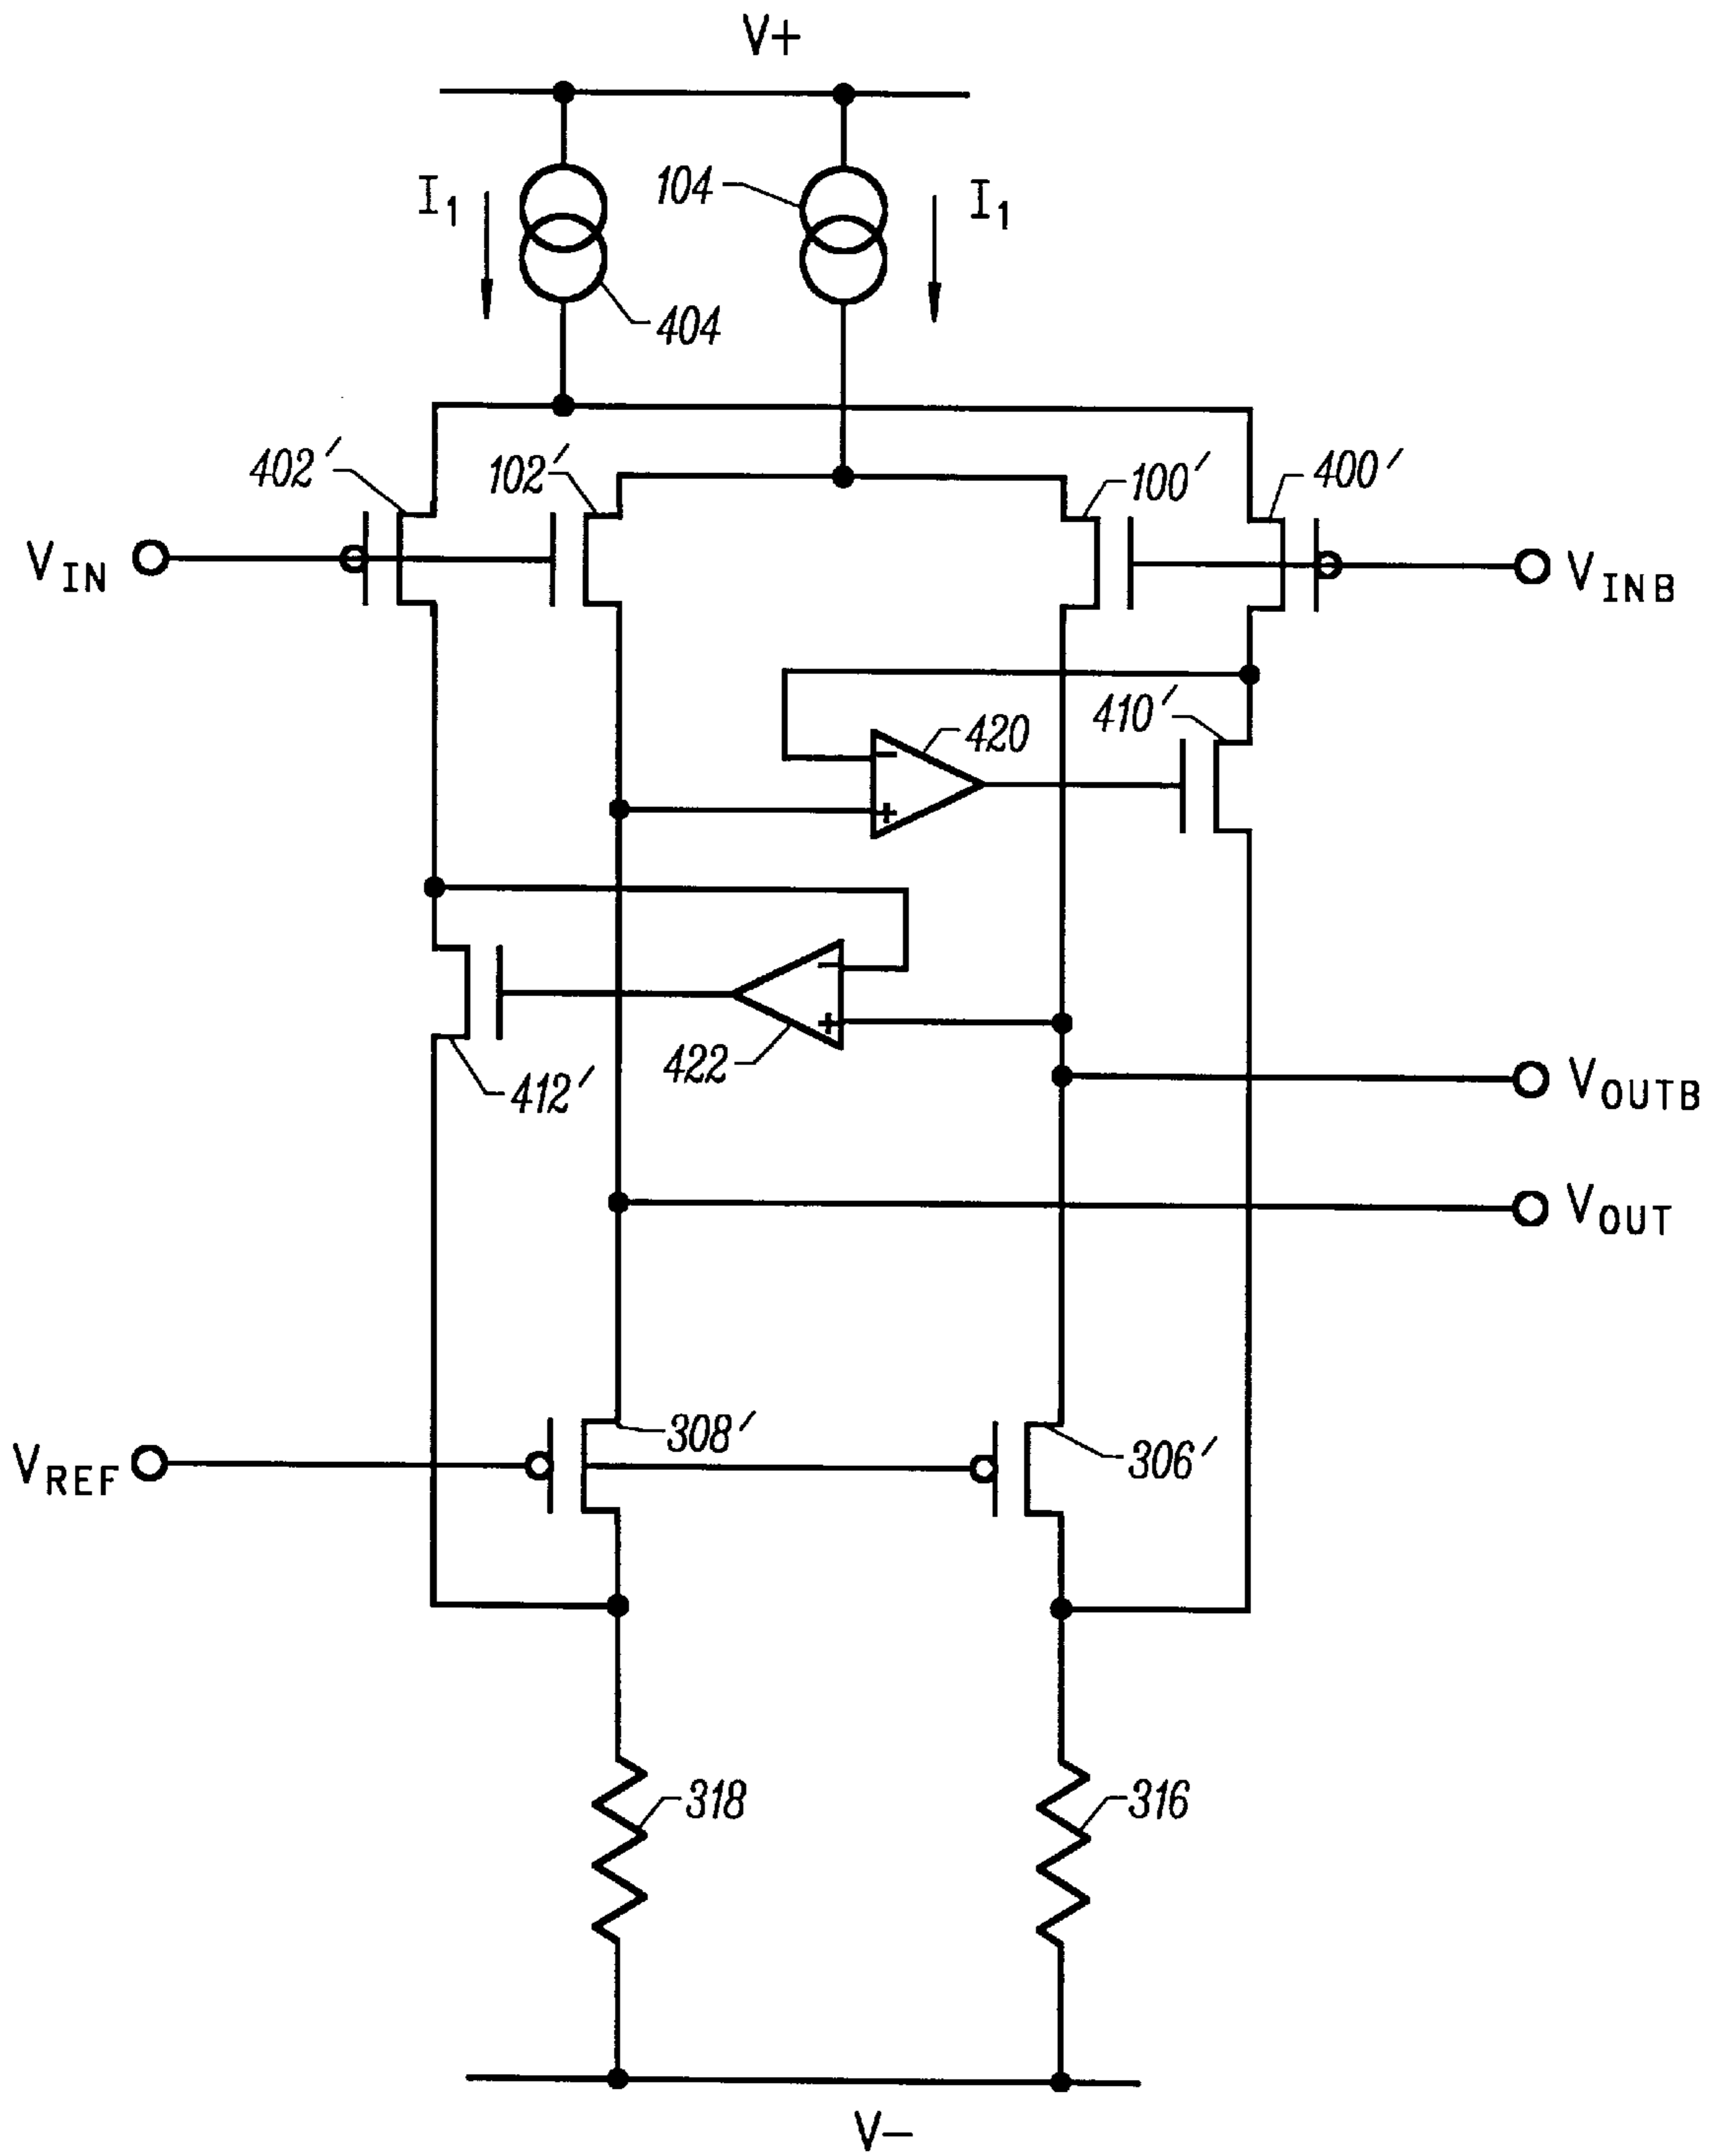 V+
I1
104
I1
404
402′
102′
100′
400′
VIN
VINB
410′
420
−
+
−
+
422
412′
VOUTB
VOUT
VREF
308′
306′
318
316
V−